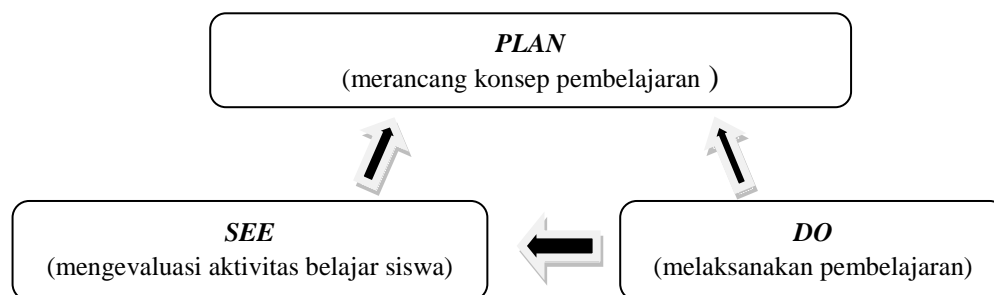 PLAN
(merancang konsep pembelajaran )
SEE
(mengevaluasi aktivitas belajar siswa)
DO
(melaksanakan pembelajaran)